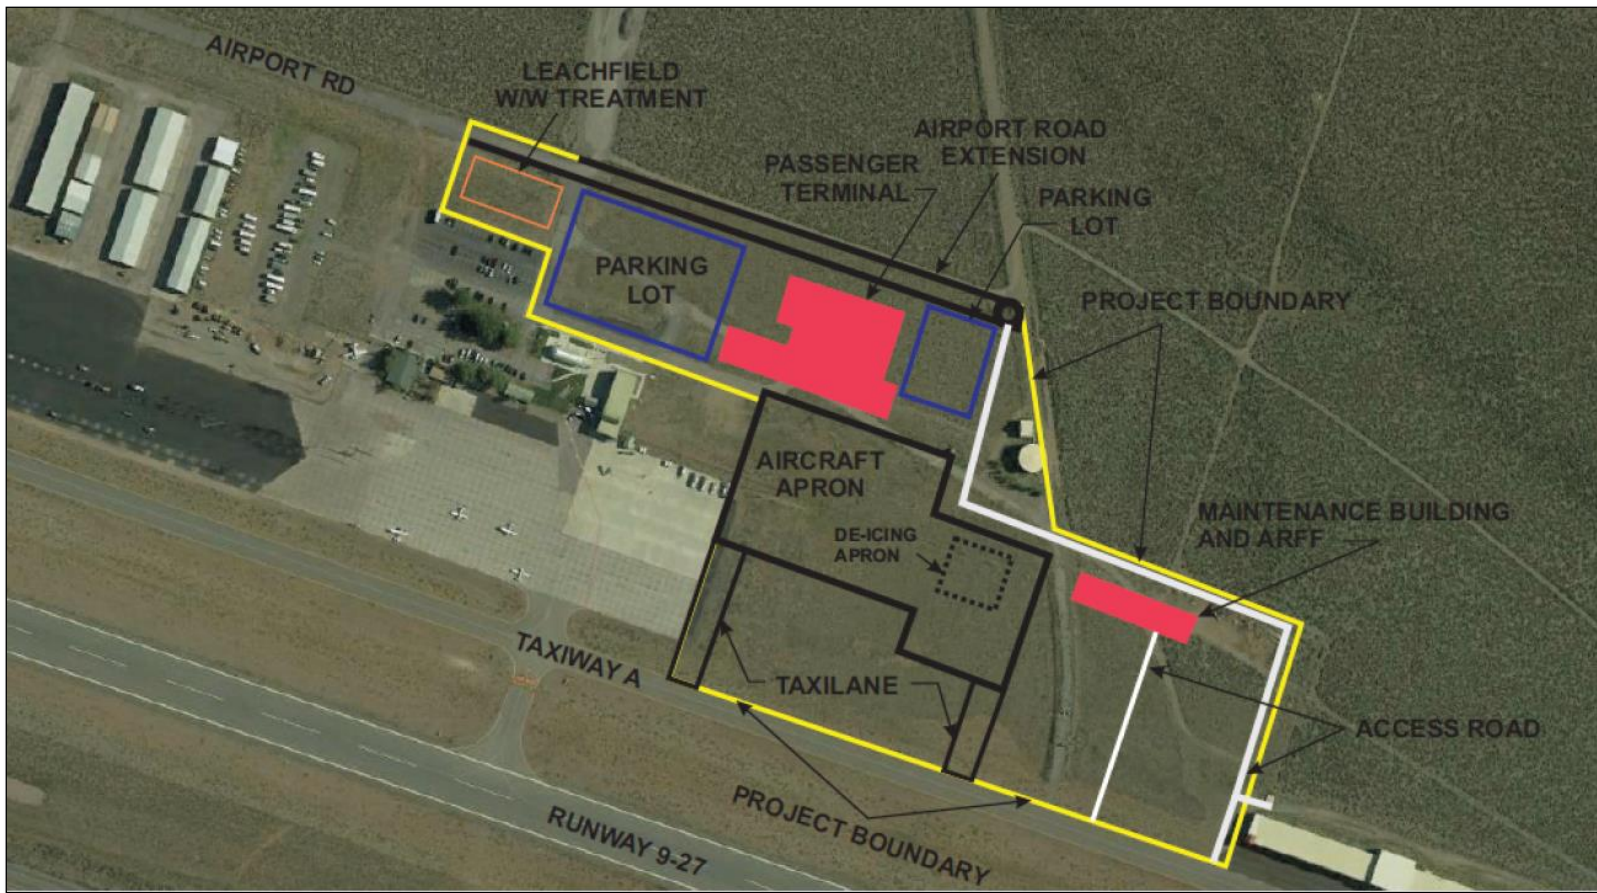 AIRPORT RD
LEACHFIELD
W/W TREATMENT
AIRPORT ROAD
EXTENSION
PASSENGER
TERMINAL
PARKING
LOT
PARKING
LOT
PROJECT BOUNDARY
AIRCRAFT
APRON
DE-ICING
APRON
MAINTENANCE BUILDING
AND ARFF
TAXIWAY A
TAXILANE
ACCESS ROAD
PROJECT BOUNDARY
RUNWAY 9-27